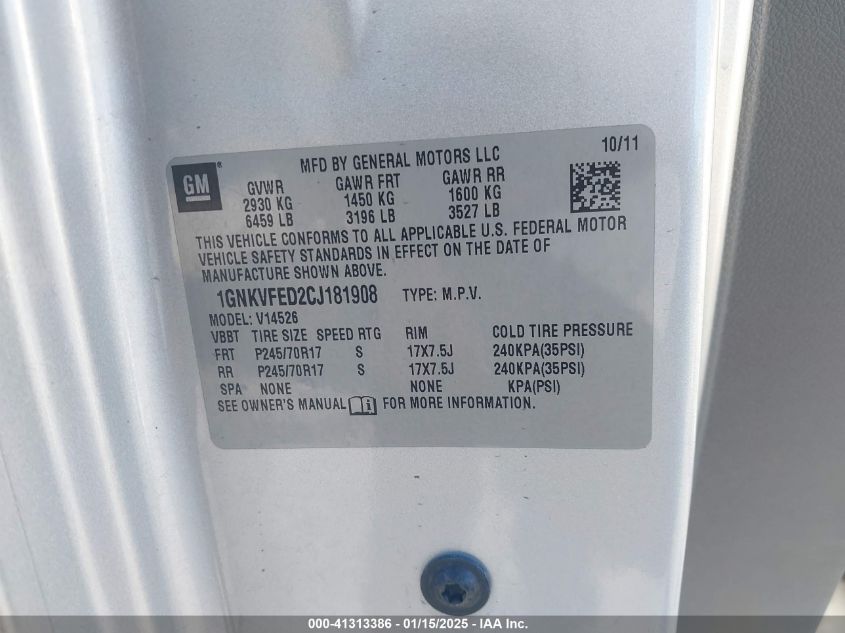 10/11
GM
MFD BY GENERAL MOTORS LLC
GVWR GAWR FRT GAWR RR
2930 KG 1450 KG 1600 KG
6459 LB 3196 LB 3527 LB
THIS VEHICLE CONFORMS TO ALL APPLICABLE U.S. FEDERAL MOTOR
VEHICLE SAFETY STANDARDS IN EFFECT ON THE DATE OF
MANUFACTURE SHOWN ABOVE.
1GNKVFED2CJ181908 TYPE: M.P.V.
MODEL: V14526
VBBT TIRE SIZE SPEED RTG RIM COLD TIRE PRESSURE
FRT P245/70R17 S 17X7.5J 240KPA(35PSI)
RR P245/70R17 S 17X7.5J 240KPA(35PSI)
SPA NONE NONE KPA(PSI)
SEE OWNER'S MANUAL FOR MORE INFORMATION.
000-41313386 - 01/15/2025 - IAA Inc.